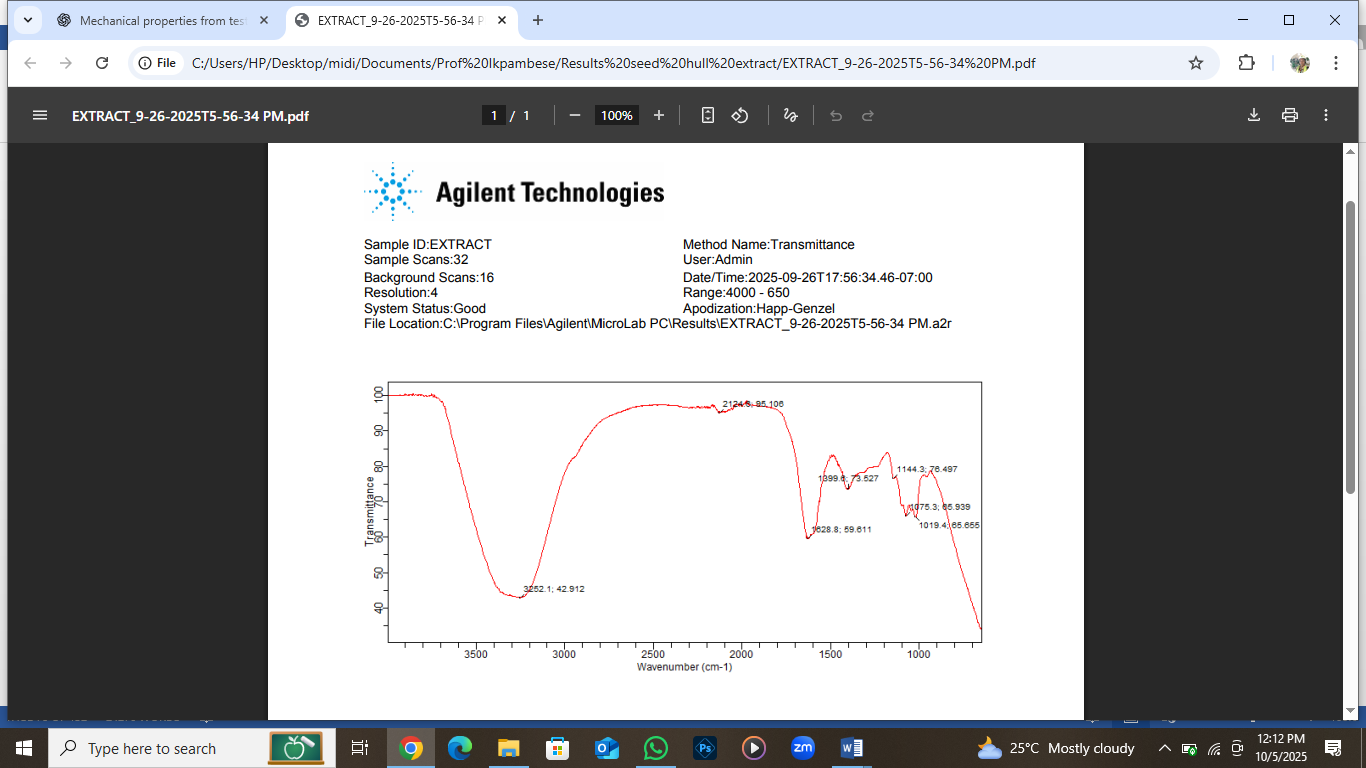 Mechanical properties from tes
EXTRACT_9-26-2025T5-56-34 P
File
C:/Users/HP/Desktop/midi/Documents/Prof%20Ikpambese/Results%20seed%20hull%20extract/EXTRACT_9-26-2025T5-56-34%20PM.pdf
EXTRACT_9-26-2025T5-56-34 PM.pdf
1 / 1
100%
Agilent Technologies
Sample ID:EXTRACT
Method Name:Transmittance
Sample Scans:32
User:Admin
Background Scans:16
Date/Time:2025-09-26T17:56:34.46-07:00
Resolution:4
Range:4000 - 650
System Status:Good
Apodization:Happ-Genzel
File Location:C:\Program Files\Agilent\MicroLab PC\Results\EXTRACT_9-26-2025T5-56-34 PM.a2r
100
90
80
70
60
50
40
Transmittance
95.106
1144.3; 76.497
1399.6; 73.527
1075.3; 65.939
1019.4; 65.655
1628.8; 59.611
3252.1; 42.912
3500
3000
2500
2000
1500
1000
Wavenumber (cm-1)
Type here to search
Ps
zm
W
25°C Mostly cloudy
12:12 PM
10/5/2025